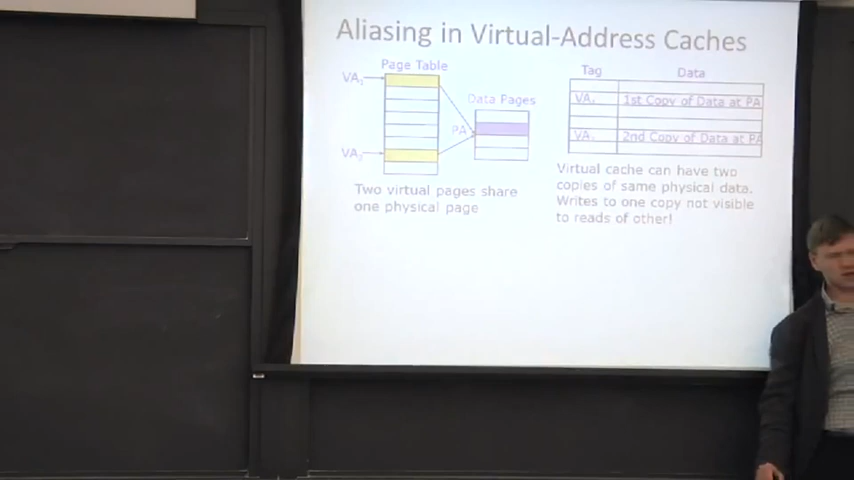 Aliasing in Virtual-Address Caches
Page Table
VA₁
Data Pages
PA
VA₂
Two virtual pages share
one physical page
Tag
Data
VA₁
1st Copy of Data at PA
VA₂
2nd Copy of Data at PA
Virtual cache can have two
copies of same physical data.
Writes to one copy not visible
to reads of other!